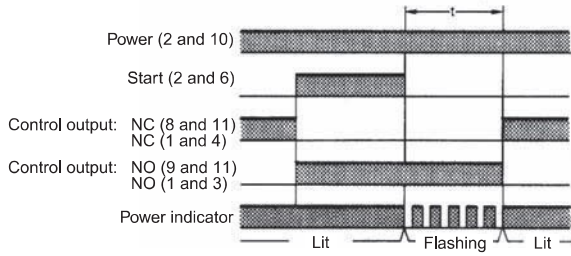 t
Power (2 and 10)
Start (2 and 6)
Control output: NC (8 and 11)
NC (1 and 4)
Control output: NO (9 and 11)
NO (1 and 3)
Power indicator
Lit Flashing Lit